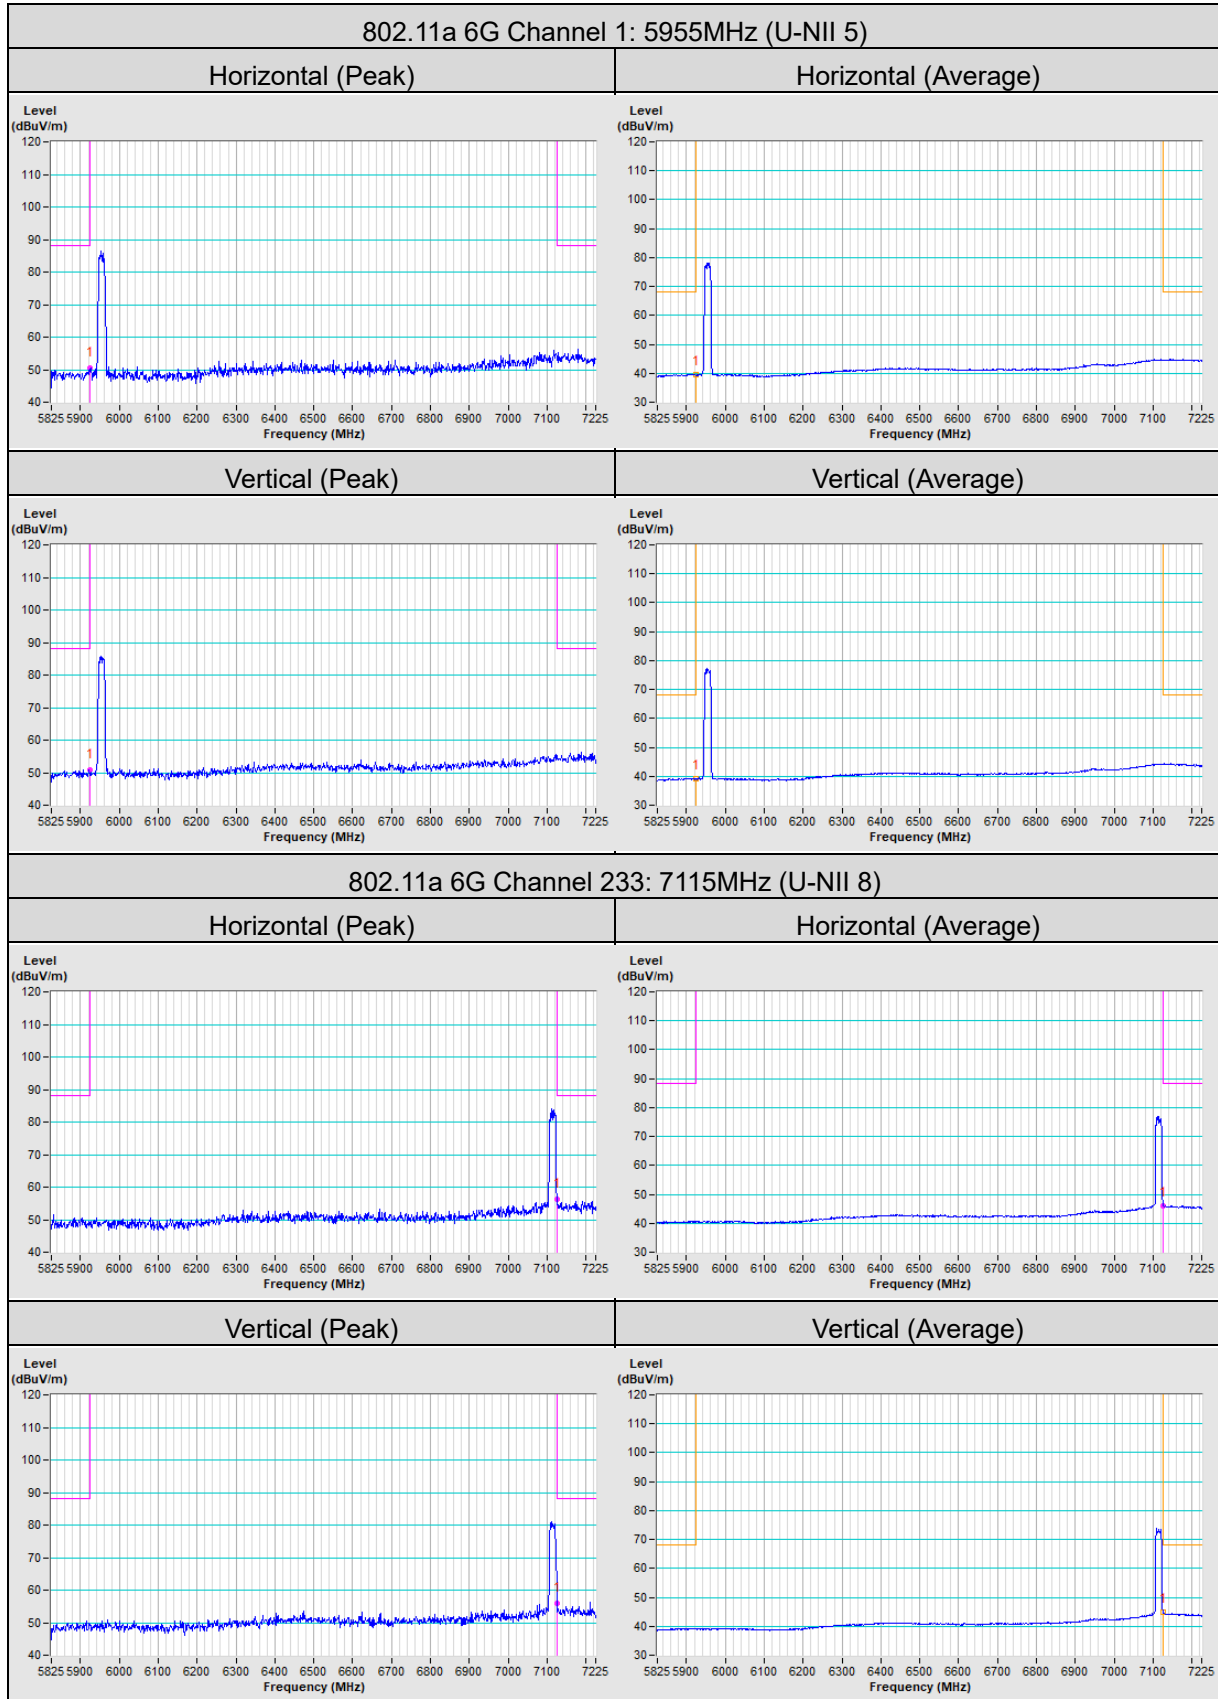 802.11a 6G Channel 1: 5955MHz (U-NII 5)
Horizontal (Peak)
Horizontal (Average)
Level
(dBuV/m)
120
110
100
90
80
70
60
50
40
1
5825 5900 6000 6100 6200 6300 6400 6500 6600 6700 6800 6900 7000 7100 7225
Frequency (MHz)
Level
(dBuV/m)
120
110
100
90
80
70
60
50
40
30
1
5825 5900 6000 6100 6200 6300 6400 6500 6600 6700 6800 6900 7000 7100 7225
Frequency (MHz)
Vertical (Peak)
Vertical (Average)
Level
(dBuV/m)
120
110
100
90
80
70
60
50
40
1
5825 5900 6000 6100 6200 6300 6400 6500 6600 6700 6800 6900 7000 7100 7225
Frequency (MHz)
Level
(dBuV/m)
120
110
100
90
80
70
60
50
40
30
1
5825 5900 6000 6100 6200 6300 6400 6500 6600 6700 6800 6900 7000 7100 7225
Frequency (MHz)
802.11a 6G Channel 233: 7115MHz (U-NII 8)
Horizontal (Peak)
Horizontal (Average)
Level
(dBuV/m)
120
110
100
90
80
70
60
50
40
1
5825 5900 6000 6100 6200 6300 6400 6500 6600 6700 6800 6900 7000 7100 7225
Frequency (MHz)
Level
(dBuV/m)
120
110
100
90
80
70
60
50
40
30
1
5825 5900 6000 6100 6200 6300 6400 6500 6600 6700 6800 6900 7000 7100 7225
Frequency (MHz)
Vertical (Peak)
Vertical (Average)
Level
(dBuV/m)
120
110
100
90
80
70
60
50
40
1
5825 5900 6000 6100 6200 6300 6400 6500 6600 6700 6800 6900 7000 7100 7225
Frequency (MHz)
Level
(dBuV/m)
120
110
100
90
80
70
60
50
40
30
1
5825 5900 6000 6100 6200 6300 6400 6500 6600 6700 6800 6900 7000 7100 7225
Frequency (MHz)